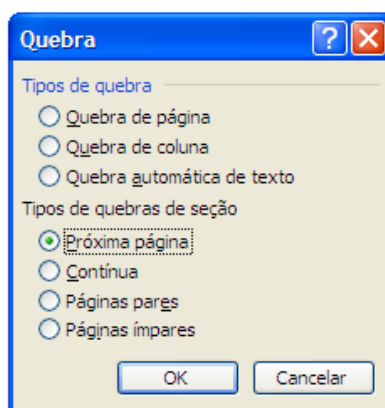 Quebra
Tipos de quebra
Quebra de página
Quebra de coluna
Quebra automática de texto
Tipos de quebras de seção
Próxima página
Contínua
Páginas pares
Páginas ímpares
OK Cancelar